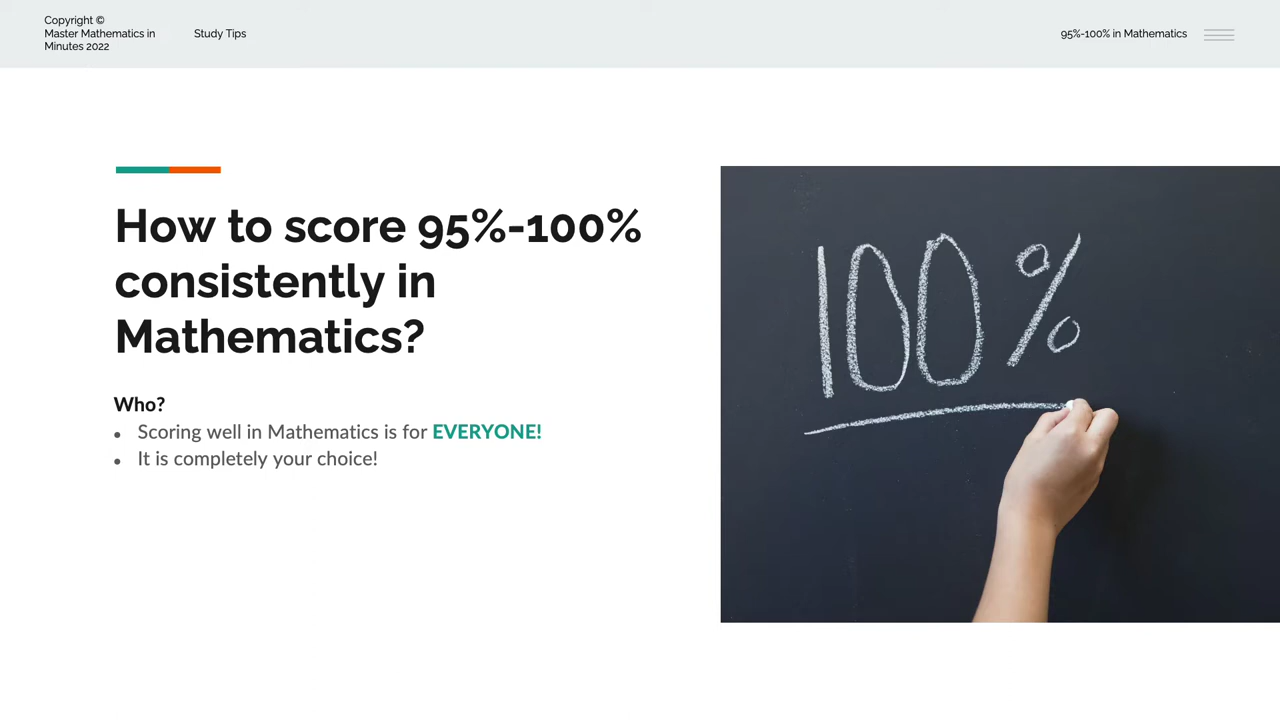 Copyright ©
Master Mathematics in
Minutes 2022
Study Tips
95%-100% in Mathematics
How to score 95%-100%
consistently in
Mathematics?
Who?
• Scoring well in Mathematics is for EVERYONE!
• It is completely your choice!
100%